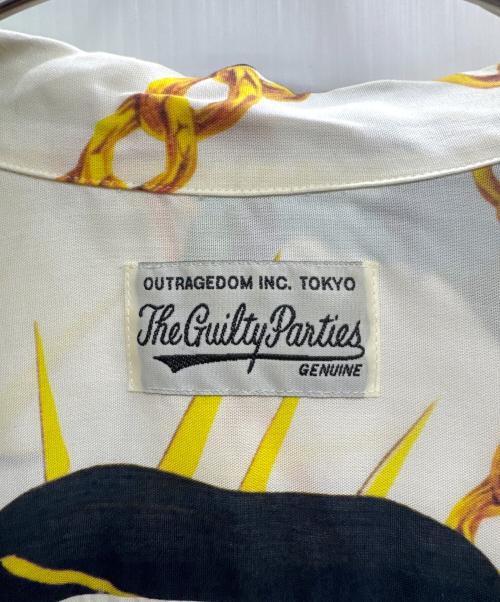 OUTRAGEDOM INC. TOKYO
The Guilty Parties
GENUINE